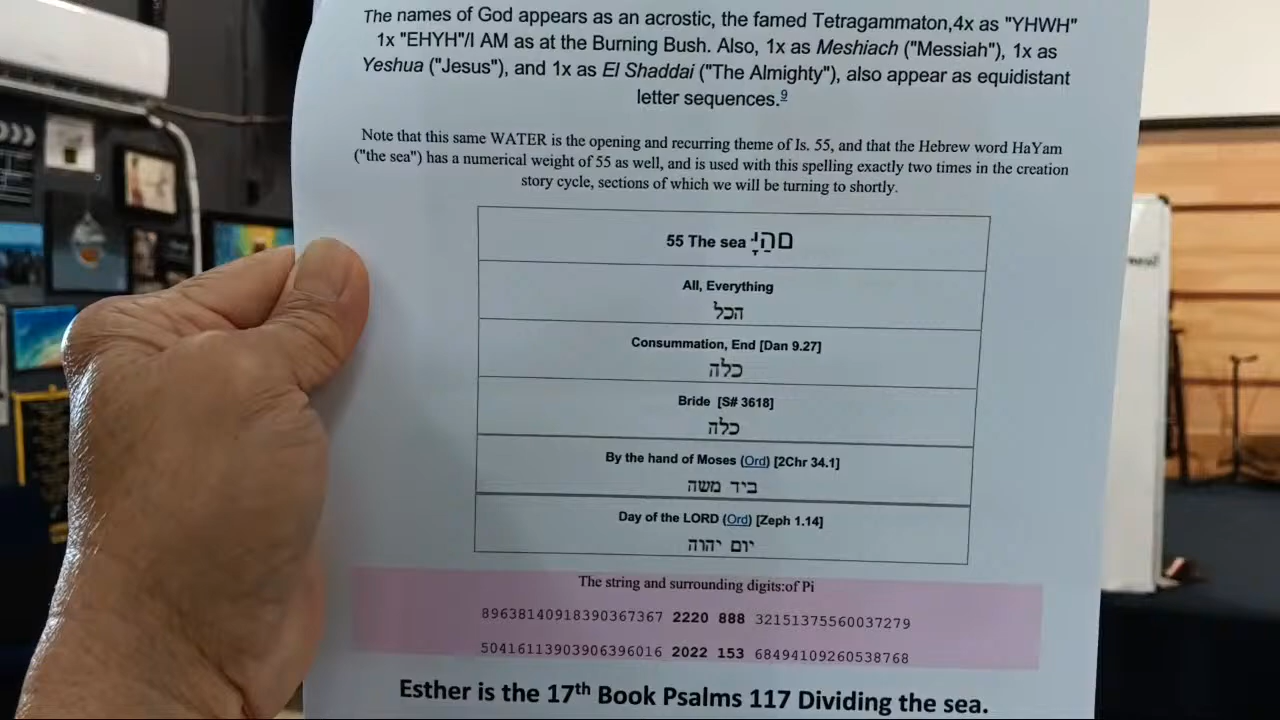 The names of God appears as an acrostic, the famed Tetragammaton,4x as "YHWH"
1x "EHYH"/I AM as at the Burning Bush. Also, 1x as Meshiach ("Messiah"), 1x as
Yeshua ("Jesus"), and 1x as El Shaddai ("The Almighty"), also appear as equidistant
letter sequences.9
Note that this same WATER is the opening and recurring theme of Is. 55, and that the Hebrew word HaYam
("the sea") has a numerical weight of 55 as well, and is used with this spelling exactly two times in the creation
story cycle, sections of which we will be turning to shortly.
55 The sea הַיָּם
All, Everything
הכל
Consummation, End [Dan 9.27]
כלה
Bride [S# 3618]
כלה
By the hand of Moses (Ord) [2Chr 34.1]
ביד משה
Day of the LORD (Ord) [Zeph 1.14]
יום יהוה
The string and surrounding digits:of Pi
89638140918390367367 2220 888 32151375560037279
50416113903906396016 2022 153 68494109260538768
Esther is the 17th Book Psalms 117 Dividing the sea.